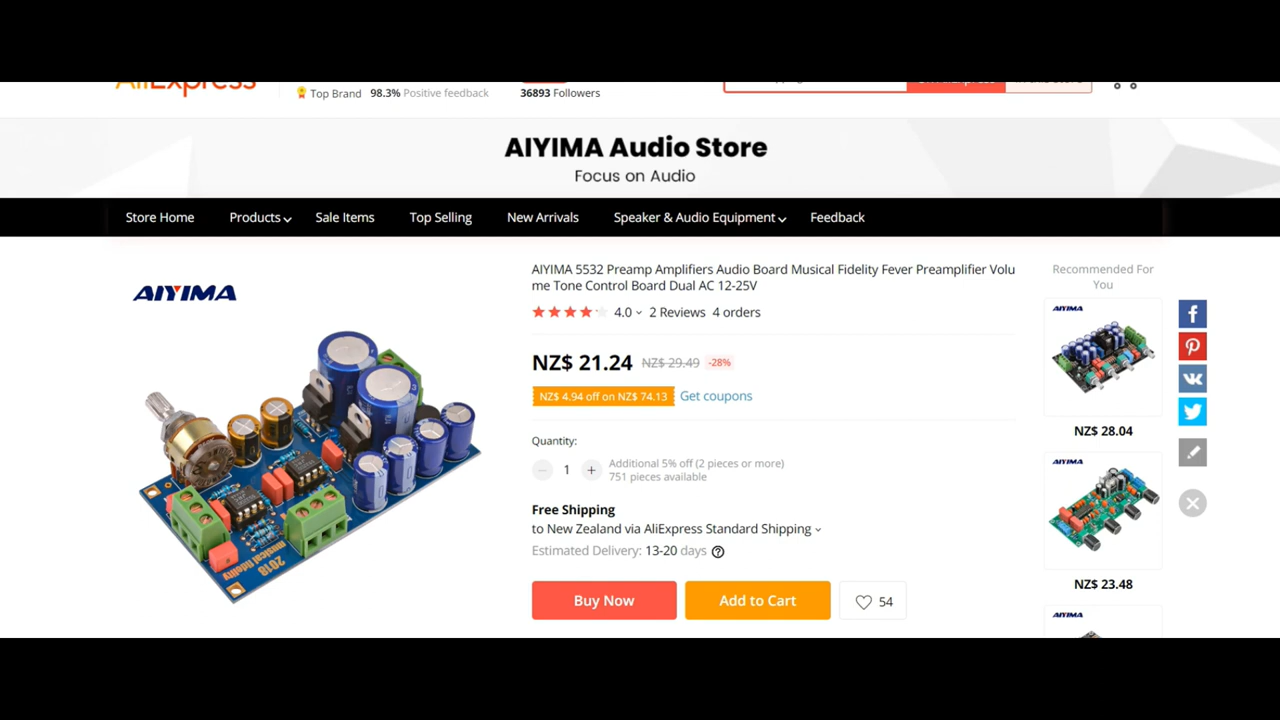 AliExpress
Top Brand 98.3% Positive feedback
36893 Followers
AIYIMA Audio Store
Focus on Audio
Store Home
Products
Sale Items
Top Selling
New Arrivals
Speaker & Audio Equipment
Feedback
AIYIMA
AIYIMA 5532 Preamp Amplifiers Audio Board Musical Fidelity Fever Preamplifier Volu
me Tone Control Board Dual AC 12-25V
4.0 2 Reviews 4 orders
NZ$ 21.24 NZ$ 29.49 -28%
NZ$ 4.94 off on NZ$ 74.13 Get coupons
Quantity:
1
Additional 5% off (2 pieces or more)
751 pieces available
Free Shipping
to New Zealand via AliExpress Standard Shipping
Estimated Delivery: 13-20 days
Buy Now
Add to Cart
54
musical fidelity
2018
Recommended For
You
AIYIMA
NZ$ 28.04
AIYIMA
NZ$ 23.48
AIYIMA